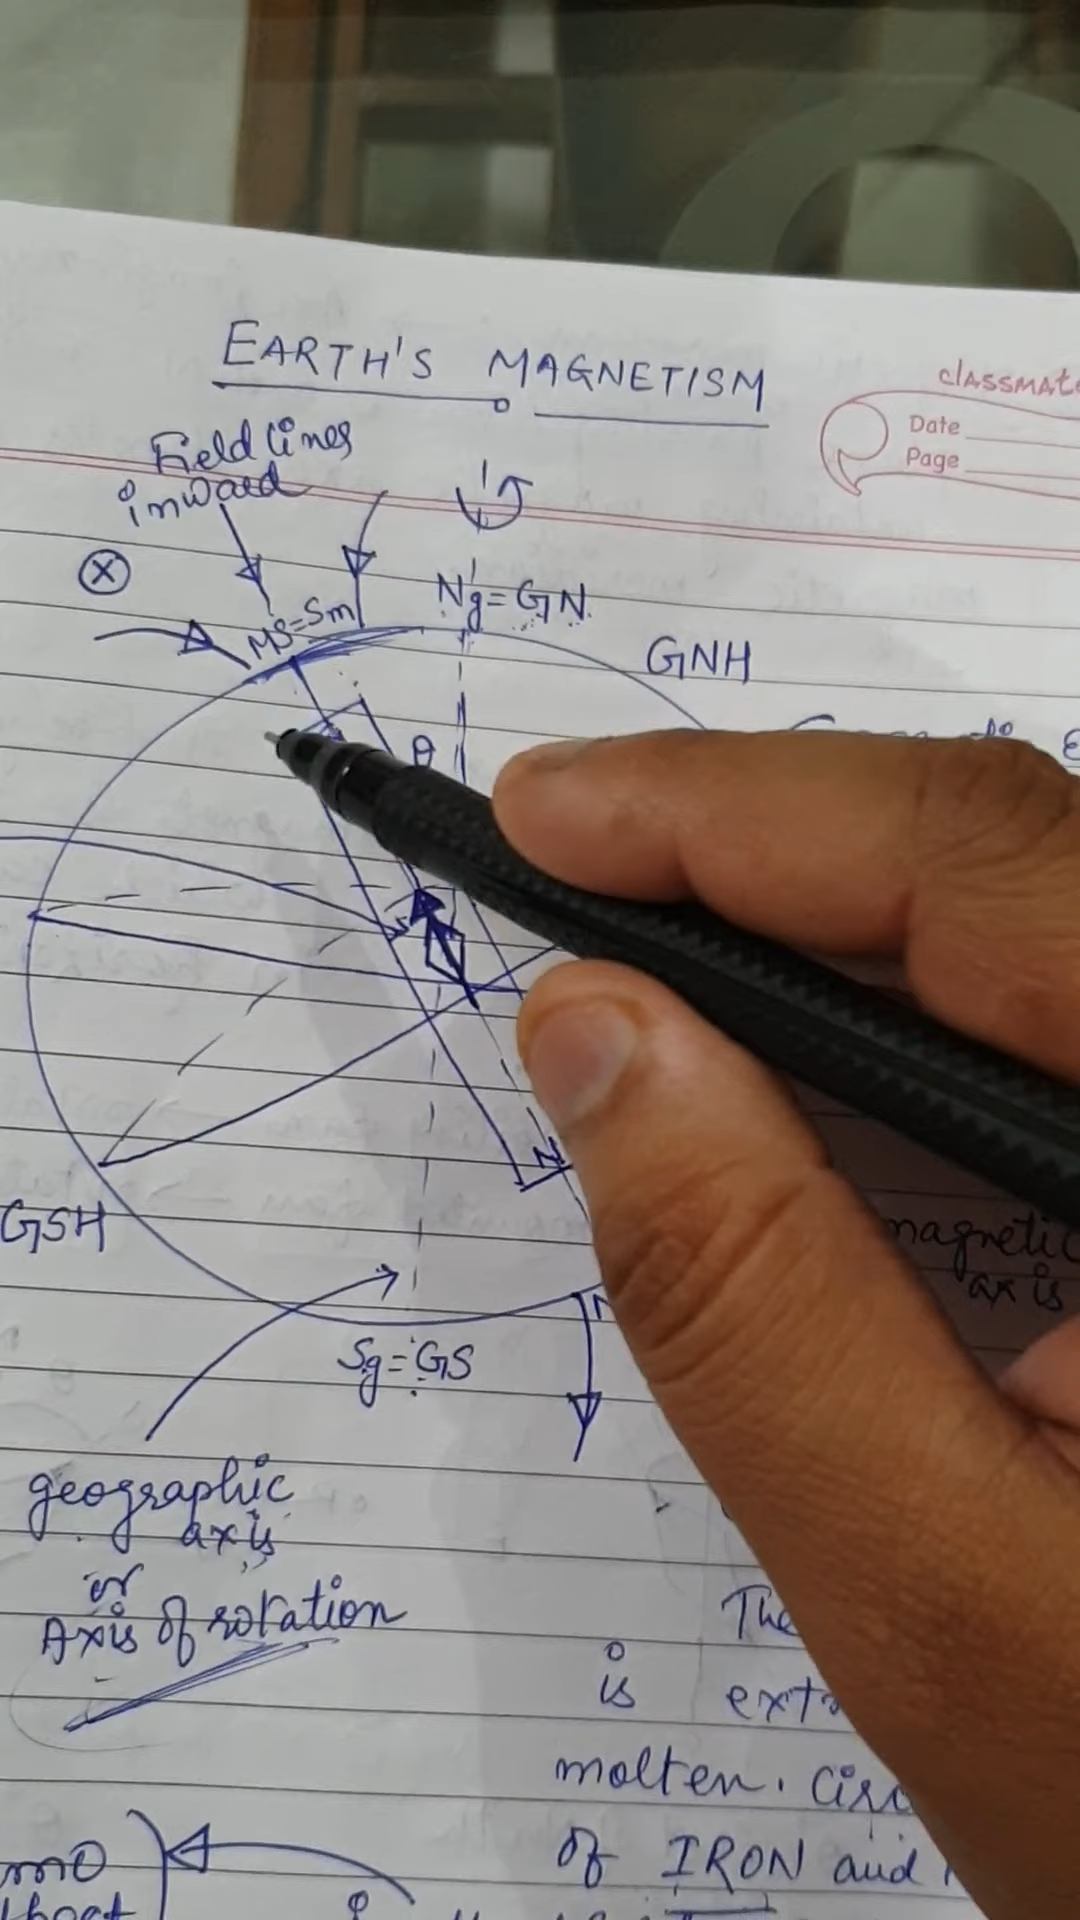 EARTH'S MAGNETISM
classmate
Date
Page
Field lines
inward
X
Ng = GN
MS = Sm
GNH
θ
S
N
GSH
magnetic
axis
Sg = GS
geographic
axis
or
Axis of rotation
The
is
molten.
of IRON and